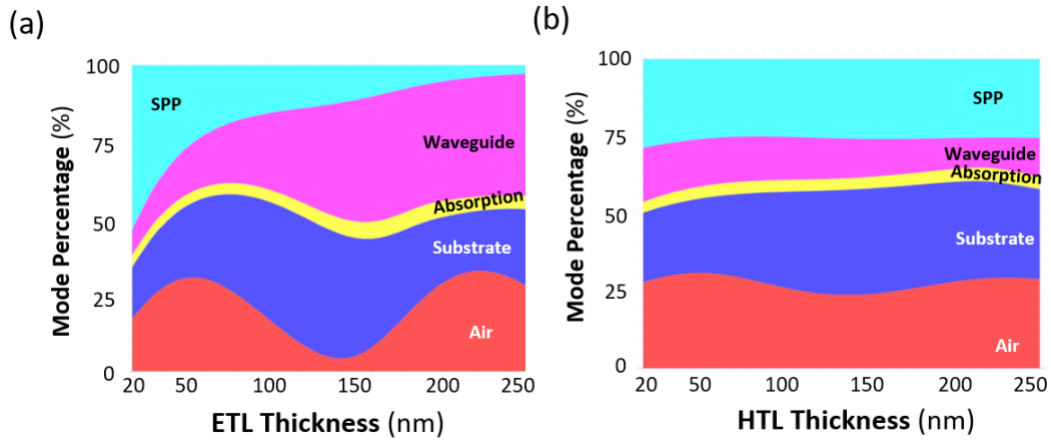 (a)
100
75
50
25
0
Mode Percentage (%)
SPP
Waveguide
Absorption
Substrate
Air
20 50 100 150 200 250
ETL Thickness (nm)
(b)
100
75
50
25
0
Mode Percentage (%)
SPP
Waveguide
Absorption
Substrate
Air
20 50 100 150 200 250
HTL Thickness (nm)